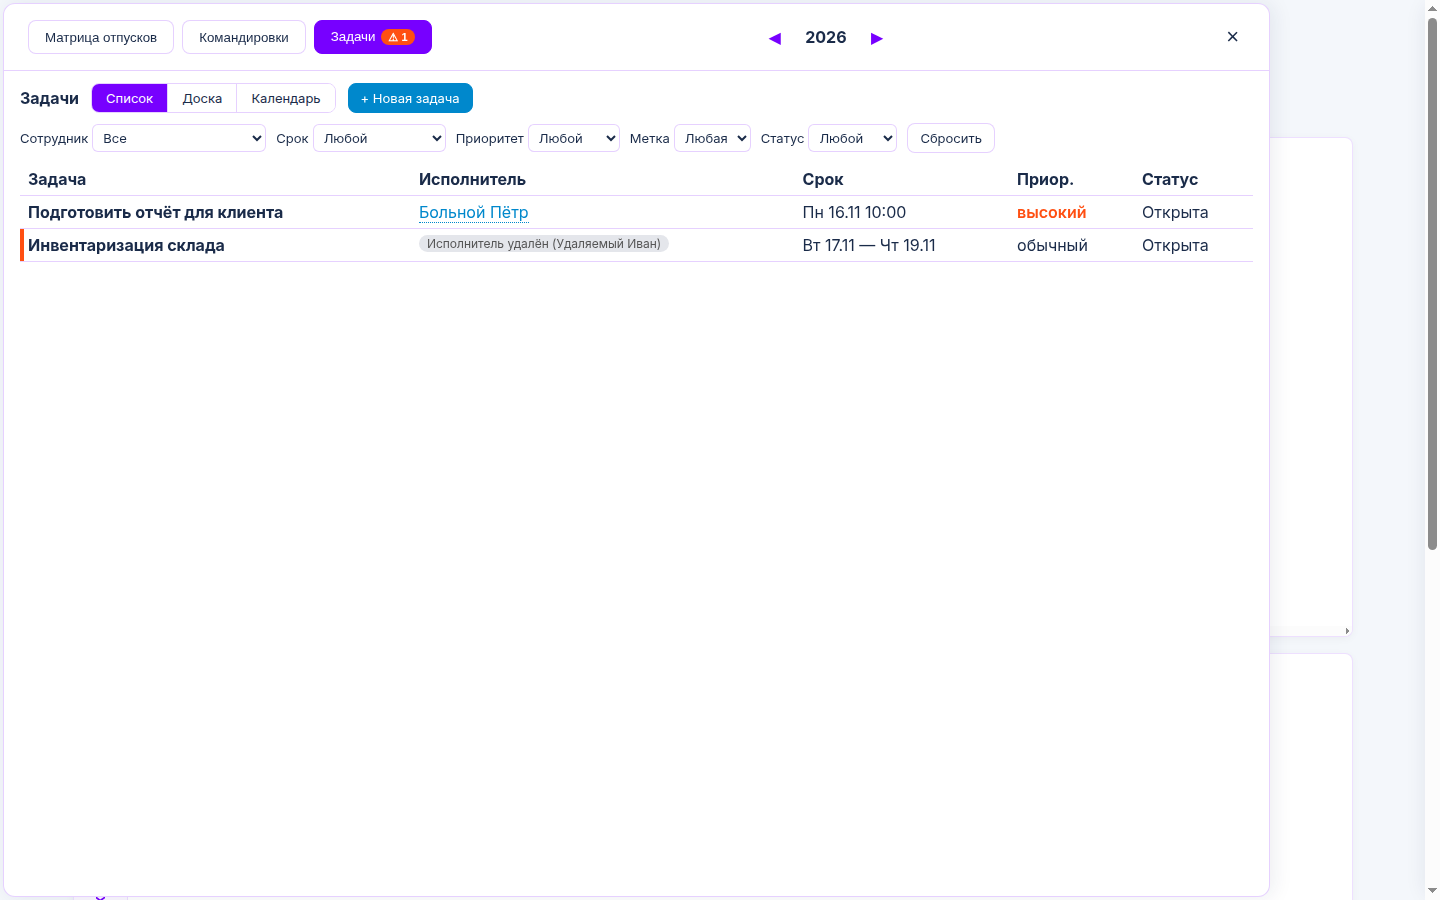 Матрица отпусков Командировки Задачи ⚠ 1 ◀ 2026 ▶ ×
Задачи Список Доска Календарь + Новая задача
Сотрудник Все Срок Любой Приоритет Любой Метка Любая Статус Любой Сбросить
Задача Исполнитель Срок Приор. Статус
Подготовить отчёт для клиента Больной Пётр Пн 16.11 10:00 высокий Открыта
Инвентаризация склада Исполнитель удалён (Удаляемый Иван) Вт 17.11 — Чт 19.11 обычный Открыта